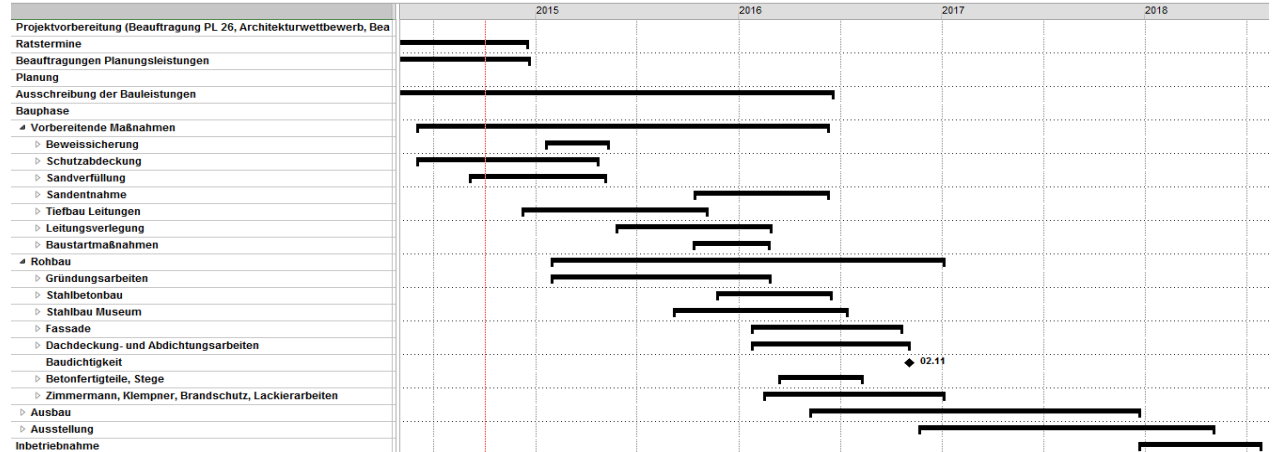 2015 2016 2017 2018
Projektvorbereitung (Beauftragung PL 26, Architekturwettbewerb, Bea
Ratstermine
Beauftragungen Planungsleistungen
Planung
Ausschreibung der Bauleistungen
Bauphase
Vorbereitende Maßnahmen
Beweissicherung
Schutzabdeckung
Sandverfüllung
Sandentnahme
Tiefbau Leitungen
Leitungsverlegung
Baustartmaßnahmen
Rohbau
Gründungsarbeiten
Stahlbetonbau
Stahlbau Museum
Fassade
Dachdeckung- und Abdichtungsarbeiten
Baudichtigkeit 02.11
Betonfertigteile, Stege
Zimmermann, Klempner, Brandschutz, Lackierarbeiten
Ausbau
Ausstellung
Inbetriebnahme